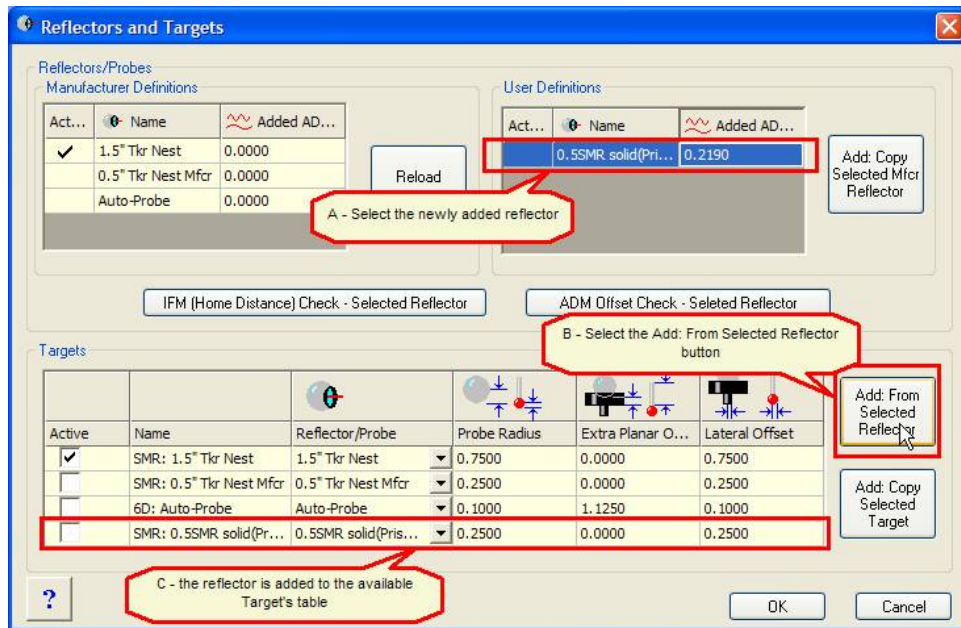 Reflectors and Targets
Reflectors/Probes
Manufacturer Definitions
Act... Name Added AD...
1.5" Tkr Nest 0.0000
0.5" Tkr Nest Mfcr 0.0000
Auto-Probe 0.0000
Reload
User Definitions
Act... Name Added AD...
0.5SMR solid(Pri... 0.2190
Add: Copy
Selected Mfcr
Reflector
A - Select the newly added reflector
IFM (Home Distance) Check - Selected Reflector
ADM Offset Check - Seleted Reflector
B - Select the Add: From Selected Reflector
button
Targets
Active Name Reflector/Probe Probe Radius Extra Planar O... Lateral Offset
SMR: 1.5" Tkr Nest 1.5" Tkr Nest 0.7500 0.0000 0.7500
SMR: 0.5" Tkr Nest Mfcr 0.5" Tkr Nest Mfcr 0.2500 0.0000 0.2500
6D: Auto-Probe Auto-Probe 0.1000 1.1250 0.1000
SMR: 0.5SMR solid(Pr... 0.5SMR solid(Pris... 0.2500 0.0000 0.2500
Add: From
Selected
Reflector
Add: Copy
Selected
Target
C - the reflector is added to the available
Target's table
?
OK
Cancel